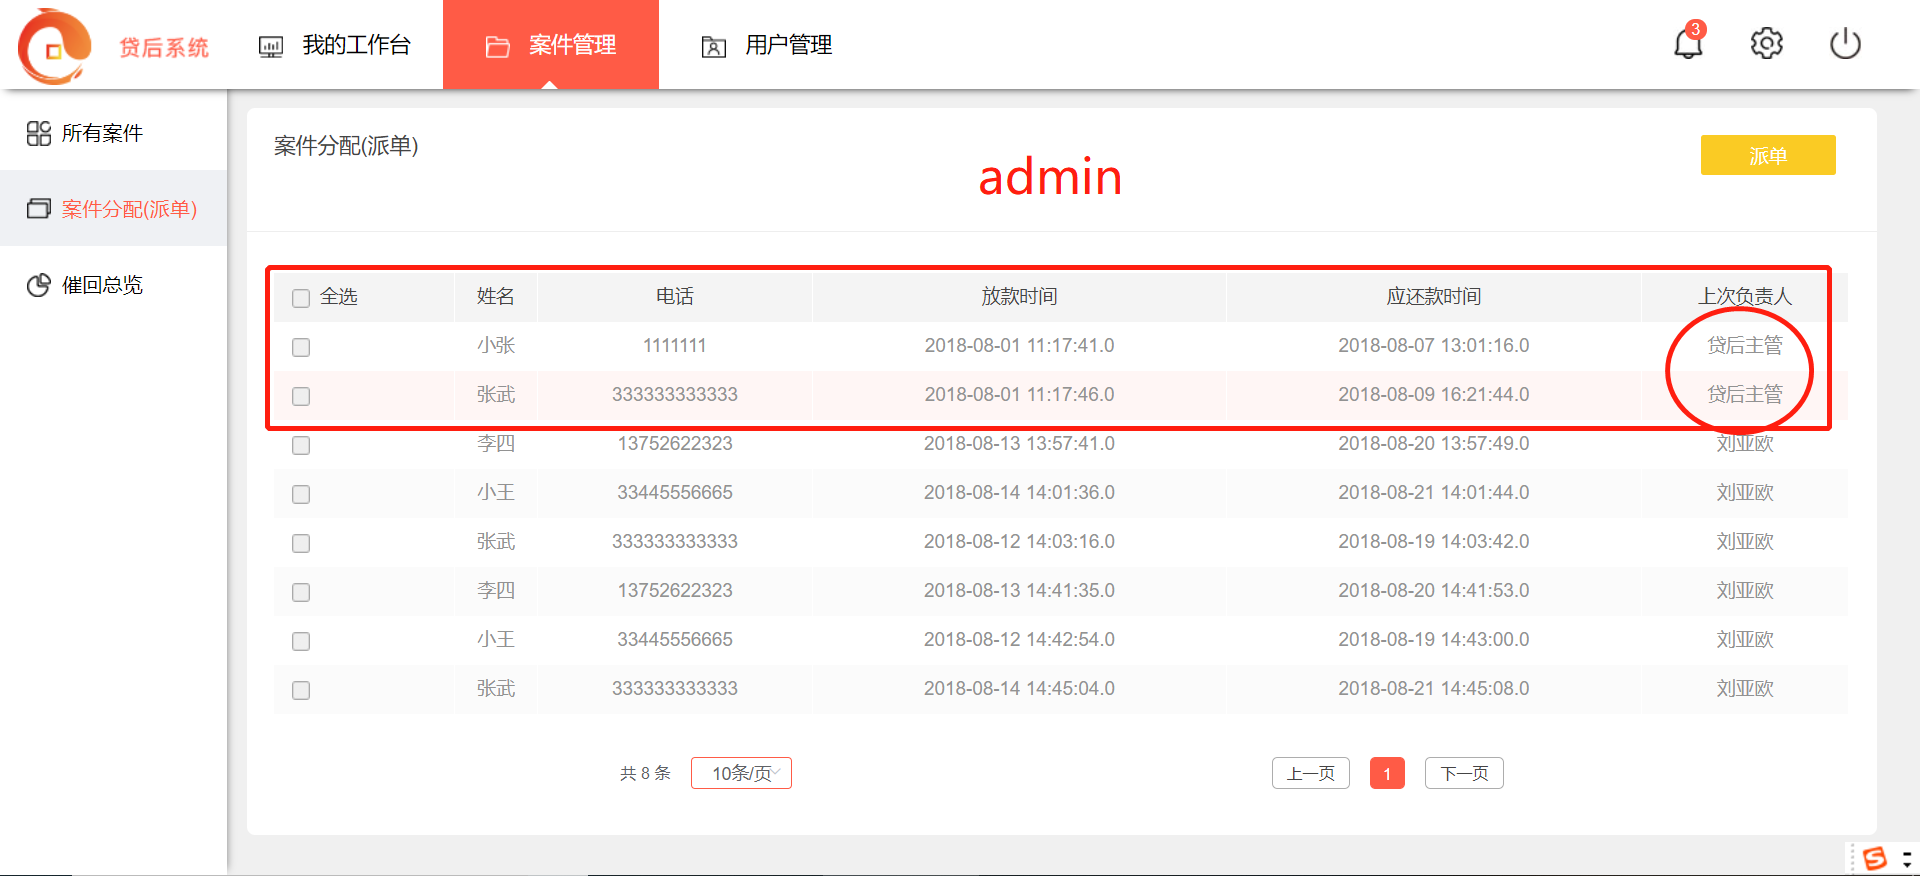 贷后系统 我的工作台 案件管理 用户管理 3
所有案件
案件分配(派单)
催回总览
案件分配(派单)
admin
派单
全选 姓名 电话 放款时间 应还款时间 上次负责人
小张 1111111 2018-08-01 11:17:41.0 2018-08-07 13:01:16.0 贷后主管
张武 333333333333 2018-08-01 11:17:46.0 2018-08-09 16:21:44.0 贷后主管
李四 13752622323 2018-08-13 13:57:41.0 2018-08-20 13:57:49.0 刘亚欧
小王 33445556665 2018-08-14 14:01:36.0 2018-08-21 14:01:44.0 刘亚欧
张武 333333333333 2018-08-12 14:03:16.0 2018-08-19 14:03:42.0 刘亚欧
李四 13752622323 2018-08-13 14:41:35.0 2018-08-20 14:41:53.0 刘亚欧
小王 33445556665 2018-08-12 14:42:54.0 2018-08-19 14:43:00.0 刘亚欧
张武 333333333333 2018-08-14 14:45:04.0 2018-08-21 14:45:08.0 刘亚欧
共 8 条 10条/页 上一页 1 下一页